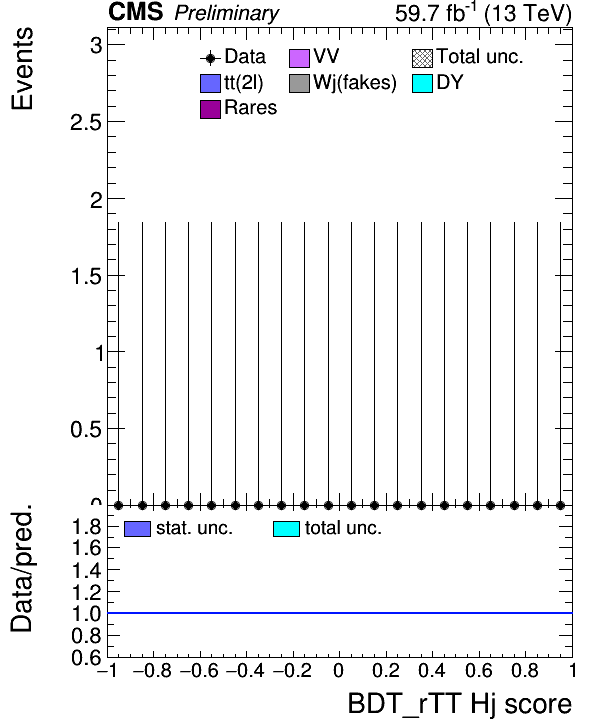 CMS Preliminary 59.7 fb-1 (13 TeV)
Events
3
2.5
2
1.5
1
0.5
0
Data VV Total unc.
tt(2l) Wj(fakes) DY
Rares
Data/pred.
1.8
1.6
1.4
1.2
1.0
0.8
0.6
stat. unc. total unc.
−1 −0.8 −0.6 −0.4 −0.2 0 0.2 0.4 0.6 0.8 1
BDT_rTT Hj score